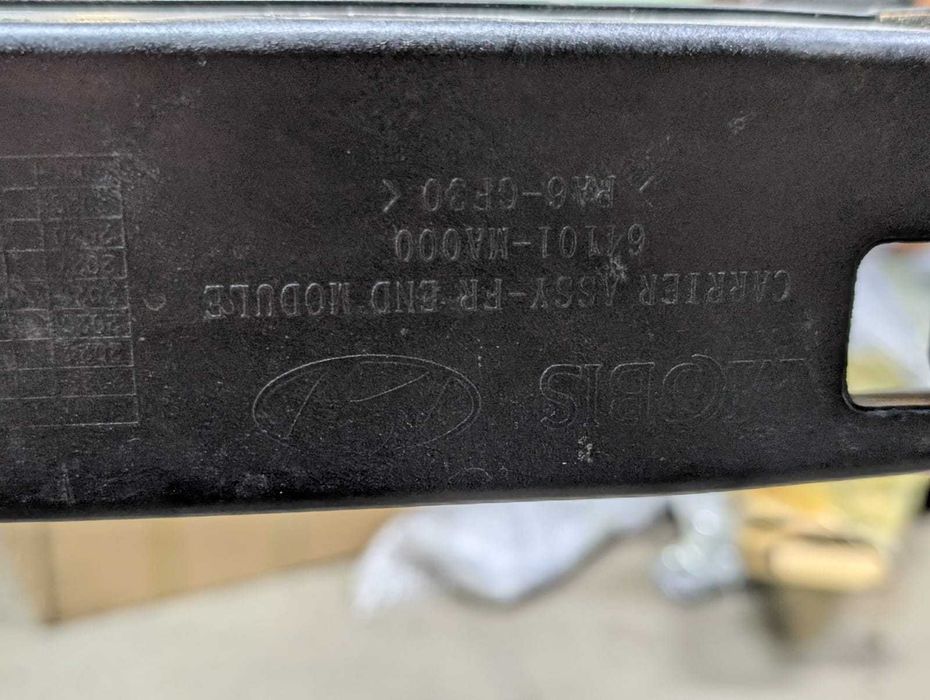 MOBIS
CARRIER ASSY-FR END MODULE
64101-MA000
> PA6-GF30 <